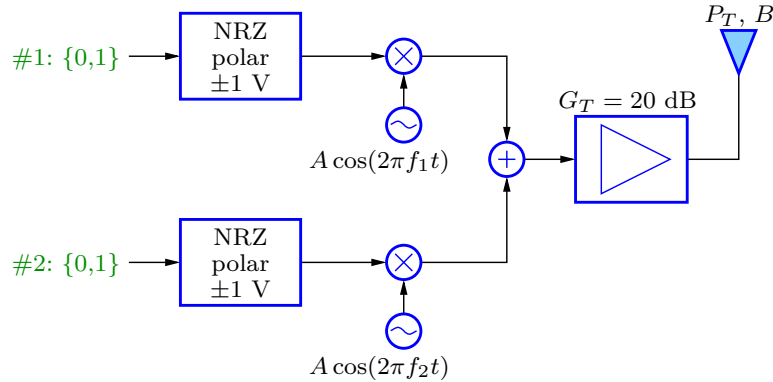 P_T, B
#1: {0,1}
NRZ
polar
±1 V
G_T = 20 dB
A cos(2πf_1t)
#2: {0,1}
NRZ
polar
±1 V
A cos(2πf_2t)